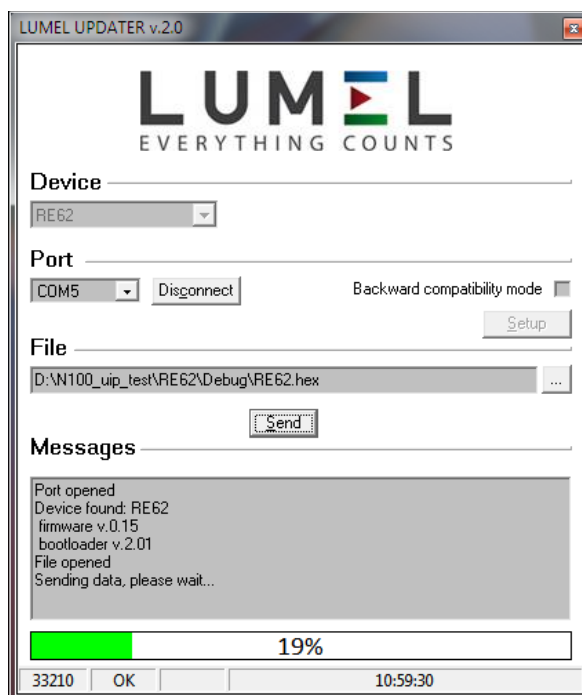 LUMEL UPDATER v.2.0
LUMEL
EVERYTHING COUNTS
Device
RE62
Port
COM5 Disconnect Backward compatibility mode
Setup
File
D:\N100_uip_test\RE62\Debug\RE62.hex ...
Send
Messages
Port opened
Device found: RE62
firmware v.0.15
bootloader v.2.01
File opened
Sending data, please wait...
19%
33210 OK 10:59:30